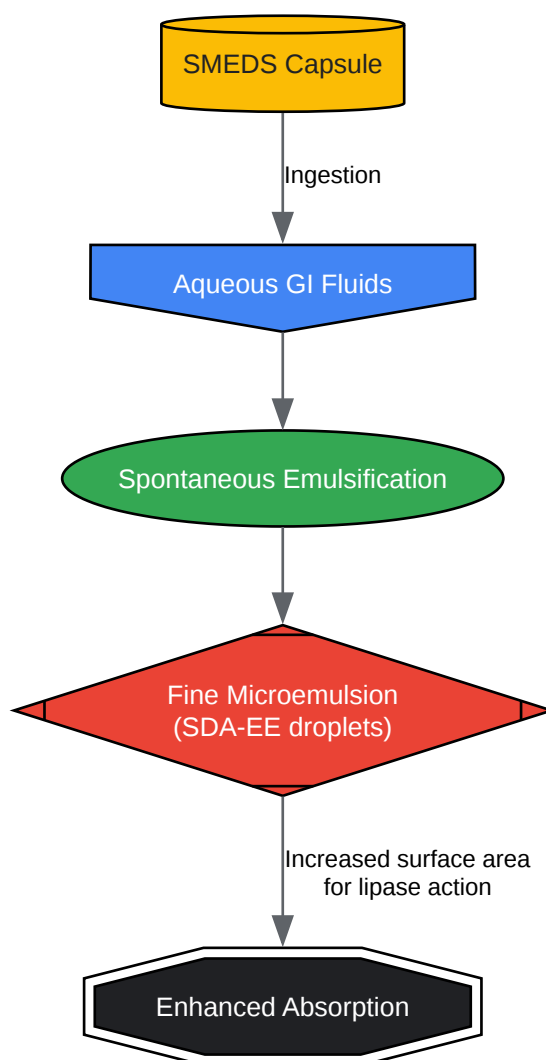 SMEDS Capsule
Ingestion
Aqueous GI Fluids
Spontaneous Emulsification
Fine Microemulsion
(SDA-EE droplets)
Increased surface area
for lipase action
Enhanced Absorption